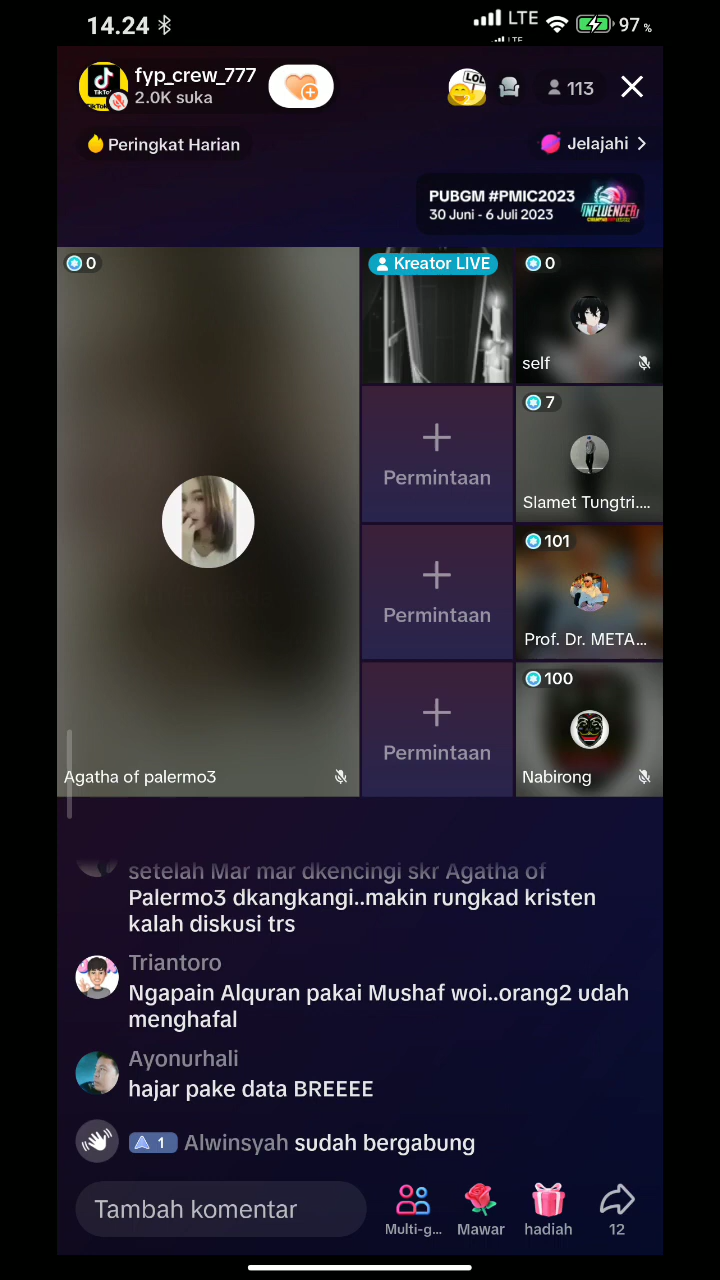 14.24
LTE
97 %
LTE
fyp_crew_777
2.0K suka
LOL
113
TikTok
Peringkat Harian
Jelajahi
PUBGM #PMIC2023
30 Juni - 6 Juli 2023
INFLUENCER
0
Kreator LIVE
0
self
7
Permintaan
Slamet Tungtri....
101
Permintaan
Prof. Dr. META...
100
Permintaan
Agatha of palermo3
Nabirong
setelah Mar mar dkencingi skr Agatha of
Palermo3 dkangkangi..makin rungkad kristen
kalah diskusi trs
Triantoro
Ngapain Alquran pakai Mushaf woi..orang2 udah
menghafal
Ayonurhali
hajar pake data BREEEE
1 Alwinsyah sudah bergabung
Tambah komentar
Multi-g...
Mawar
hadiah
12